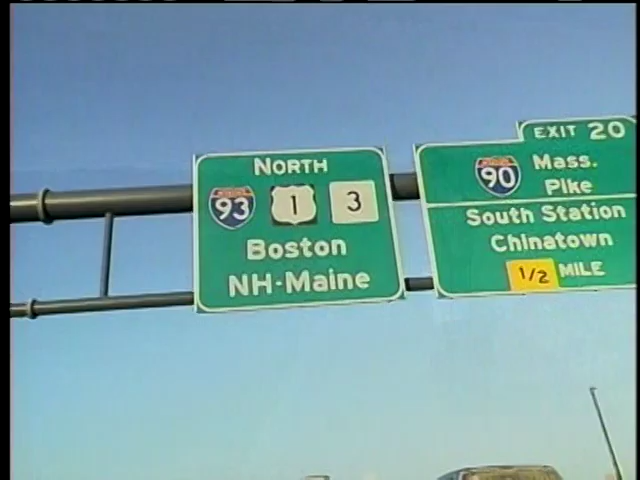 NORTH
93 1 3
Boston
NH-Maine
EXIT 20
90 Mass.
Pike
South Station
Chinatown
1/2 MILE